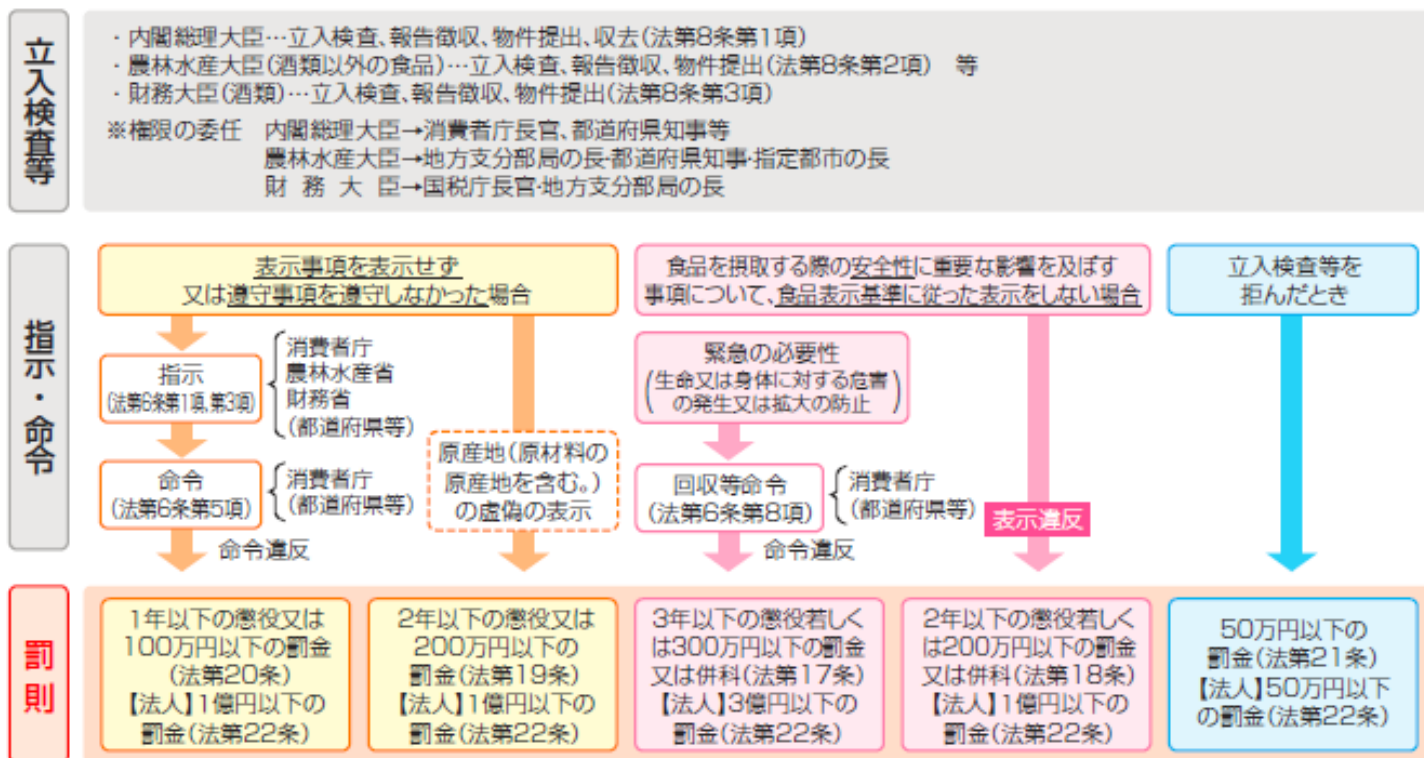 立入検査等
・内閣総理大臣…立入検査、報告徴収、物件提出、収去(法第8条第1項)
・農林水産大臣(酒類以外の食品)…立入検査、報告徴収、物件提出(法第8条第2項) 等
・財務大臣(酒類)…立入検査、報告徴収、物件提出(法第8条第3項)
※権限の委任 内閣総理大臣→消費者庁長官、都道府県知事等
農林水産大臣→地方支分部局の長・都道府県知事・指定都市の長
財務大臣→国税庁長官・地方支分部局の長
指示・命令
表示事項を表示せず
又は遵守事項を遵守しなかった場合
指示
(法第6条第1項、第3項)
消費者庁
農林水産省
財務省
(都道府県等)
命令
(法第6条第5項)
消費者庁
(都道府県等)
命令違反
原産地(原材料の
原産地を含む。)
の虚偽の表示
食品を摂取する際の安全性に重要な影響を及ぼす
事項について、食品表示基準に従った表示をしない場合
緊急の必要性
(生命又は身体に対する危害
の発生又は拡大の防止)
回収等命令
(法第6条第8項)
消費者庁
(都道府県等)
命令違反
表示違反
立入検査等を
拒んだとき
罰則
1年以下の懲役又は
100万円以下の罰金
(法第20条)
【法人】1億円以下の
罰金(法第22条)
2年以下の懲役又は
200万円以下の
罰金(法第19条)
【法人】1億円以下の
罰金(法第22条)
3年以下の懲役若しく
は300万円以下の罰金
又は併科(法第17条)
【法人】3億円以下の
罰金(法第22条)
2年以下の懲役若しく
は200万円以下の罰金
又は併科(法第18条)
【法人】1億円以下の
罰金(法第22条)
50万円以下の
罰金(法第21条)
【法人】50万円以下
の罰金(法第22条)